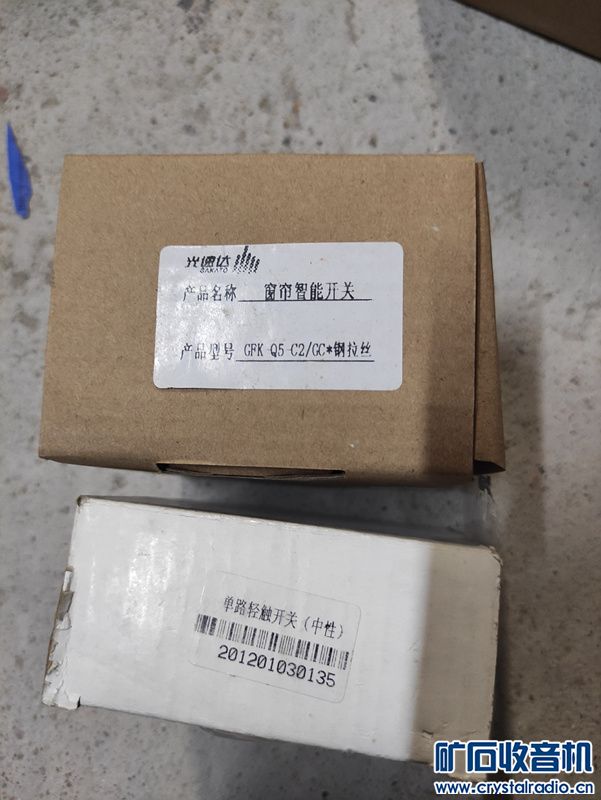 光速达
GAKATO
产品名称 窗帘智能开关
产品型号 GFK Q5 C2/GC*钢拉丝
单路轻触开关（中性）
201201030135
矿石收音机
www.crystalradio.cn